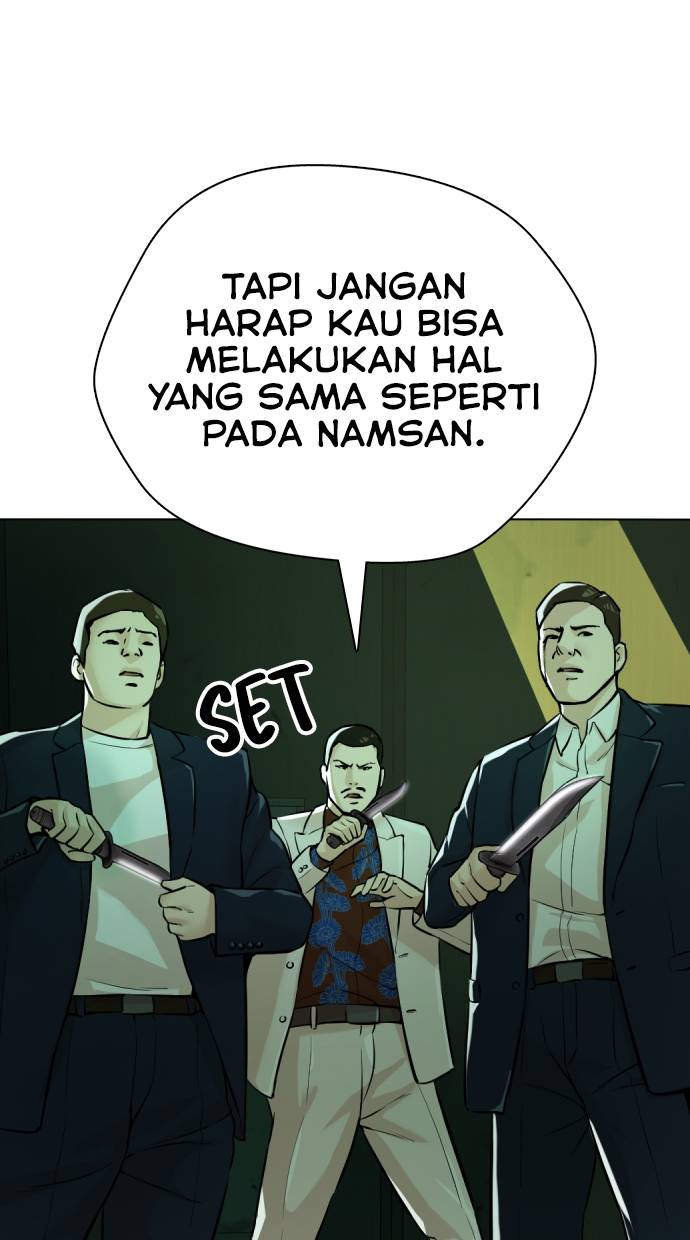 TAPI JANGAN
HARAP KAU BISA
MELAKUKAN HAL
YANG SAMA SEPERTI
PADA NAMSAN.
SET